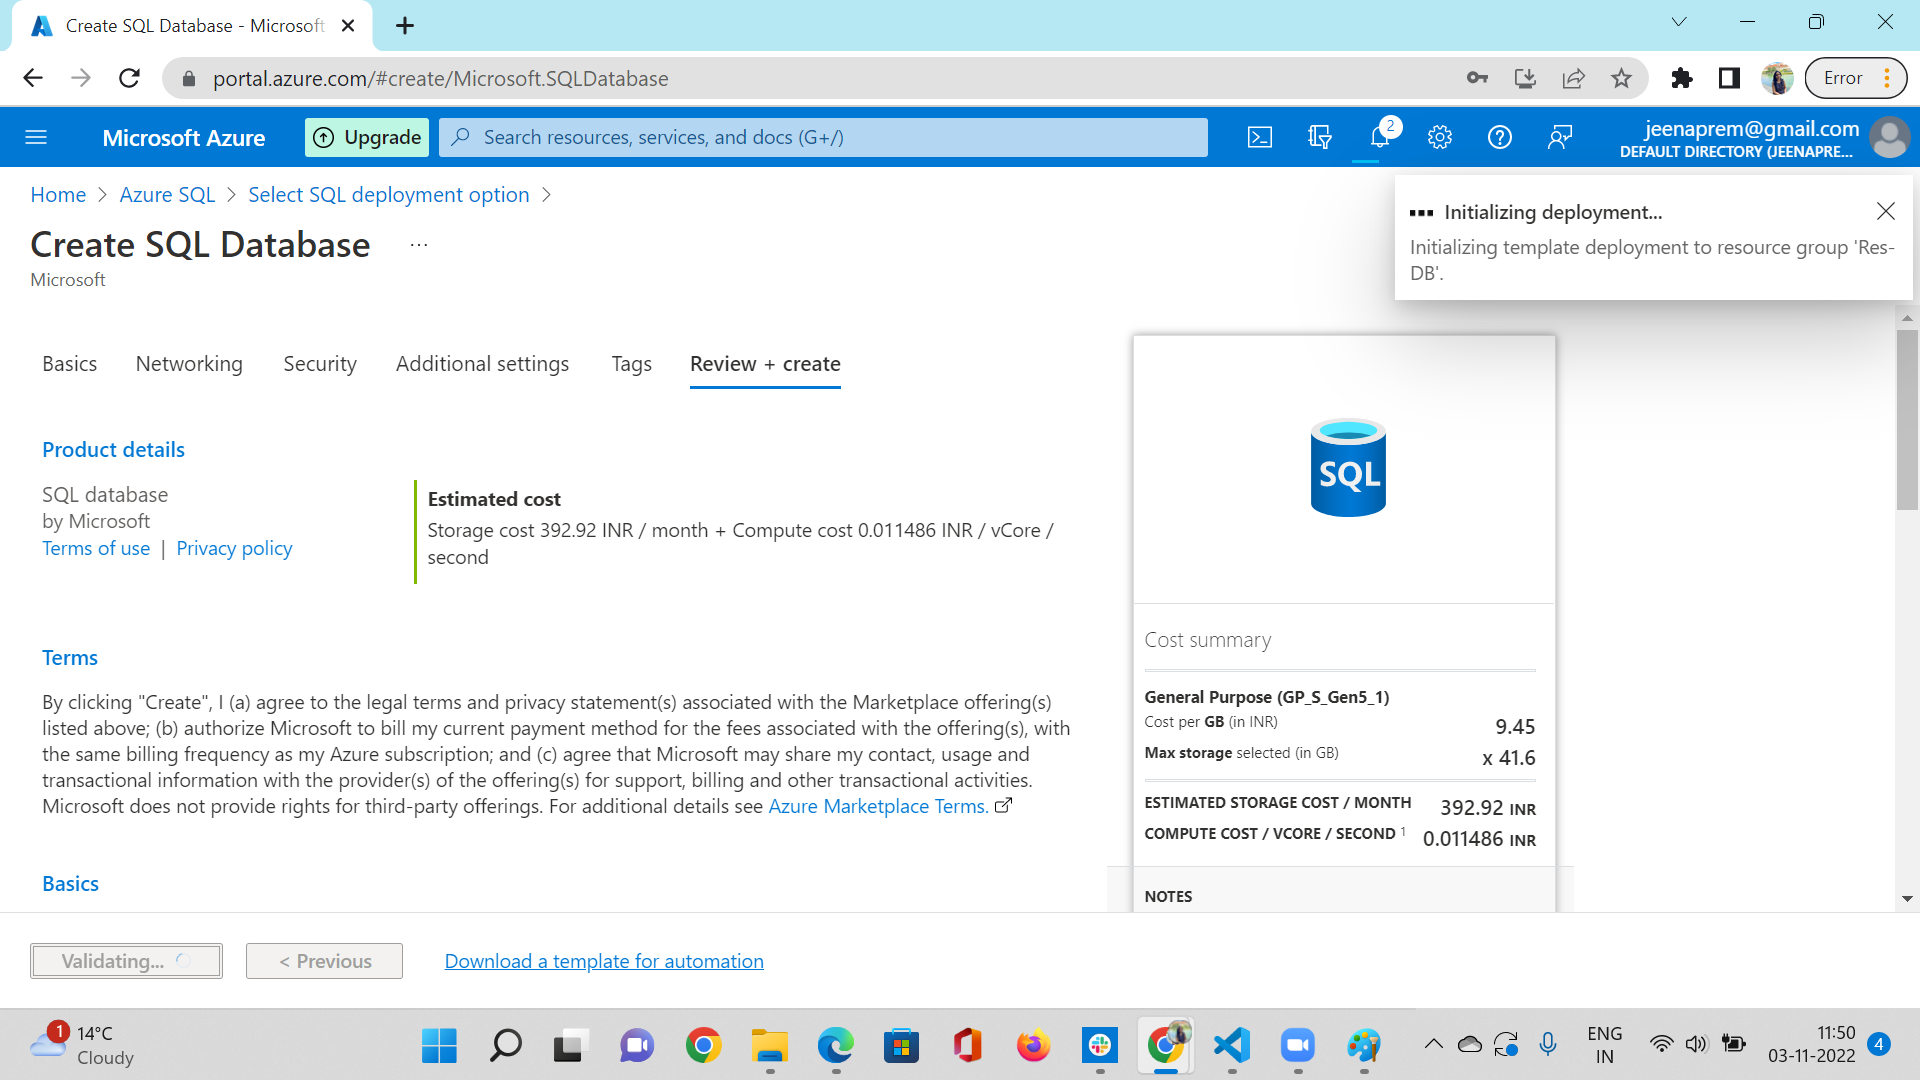 Create SQL Database - Microsoft
portal.azure.com/#create/Microsoft.SQLDatabase
Error
Microsoft Azure
Upgrade
Search resources, services, and docs (G+/)
2
jeenaprem@gmail.com
DEFAULT DIRECTORY (JEENAPRE...
Home > Azure SQL > Select SQL deployment option >
Create SQL Database ...
Microsoft
Initializing deployment...
Initializing template deployment to resource group 'Res-
DB'.
Basics Networking Security Additional settings Tags Review + create
Product details
SQL database
by Microsoft
Terms of use | Privacy policy
Estimated cost
Storage cost 392.92 INR / month + Compute cost 0.011486 INR / vCore /
second
Terms
By clicking "Create", I (a) agree to the legal terms and privacy statement(s) associated with the Marketplace offering(s)
listed above; (b) authorize Microsoft to bill my current payment method for the fees associated with the offering(s), with
the same billing frequency as my Azure subscription; and (c) agree that Microsoft may share my contact, usage and
transactional information with the provider(s) of the offering(s) for support, billing and other transactional activities.
Microsoft does not provide rights for third-party offerings. For additional details see Azure Marketplace Terms.
Basics
SQL
Cost summary
General Purpose (GP_S_Gen5_1)
Cost per GB (in INR) 9.45
Max storage selected (in GB) x 41.6
ESTIMATED STORAGE COST / MONTH 392.92 INR
COMPUTE COST / VCORE / SECOND 1 0.011486 INR
NOTES
Validating...
< Previous
Download a template for automation
1
14°C
Cloudy
ENG
IN
11:50
03-11-2022
4